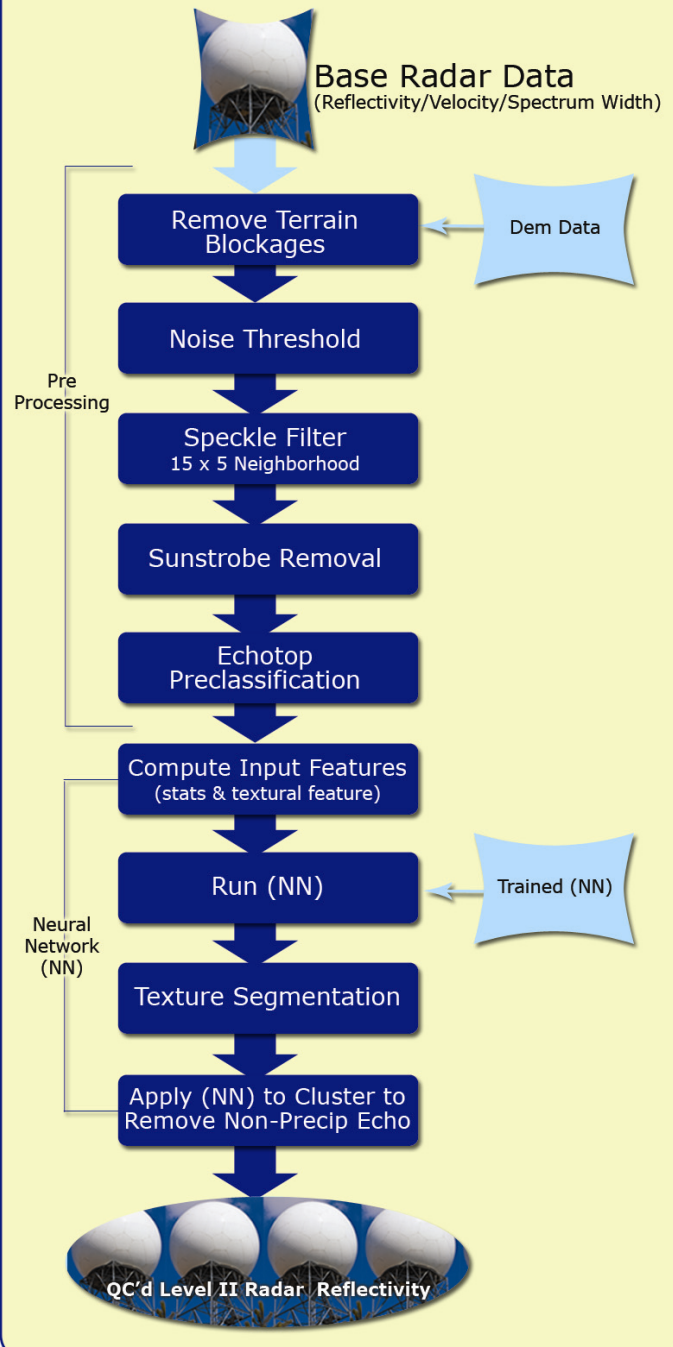 Base Radar Data
(Reflectivity/Velocity/Spectrum Width)
Remove Terrain
Blockages
Dem Data
Noise Threshold
Pre
Processing
Speckle Filter
15 x 5 Neighborhood
Sunstrobe Removal
Echotop
Preclassification
Compute Input Features
(stats & textural feature)
Run (NN)
Trained (NN)
Neural
Network
(NN)
Texture Segmentation
Apply (NN) to Cluster to
Remove Non-Precip Echo
QC'd Level II Radar Reflectivity